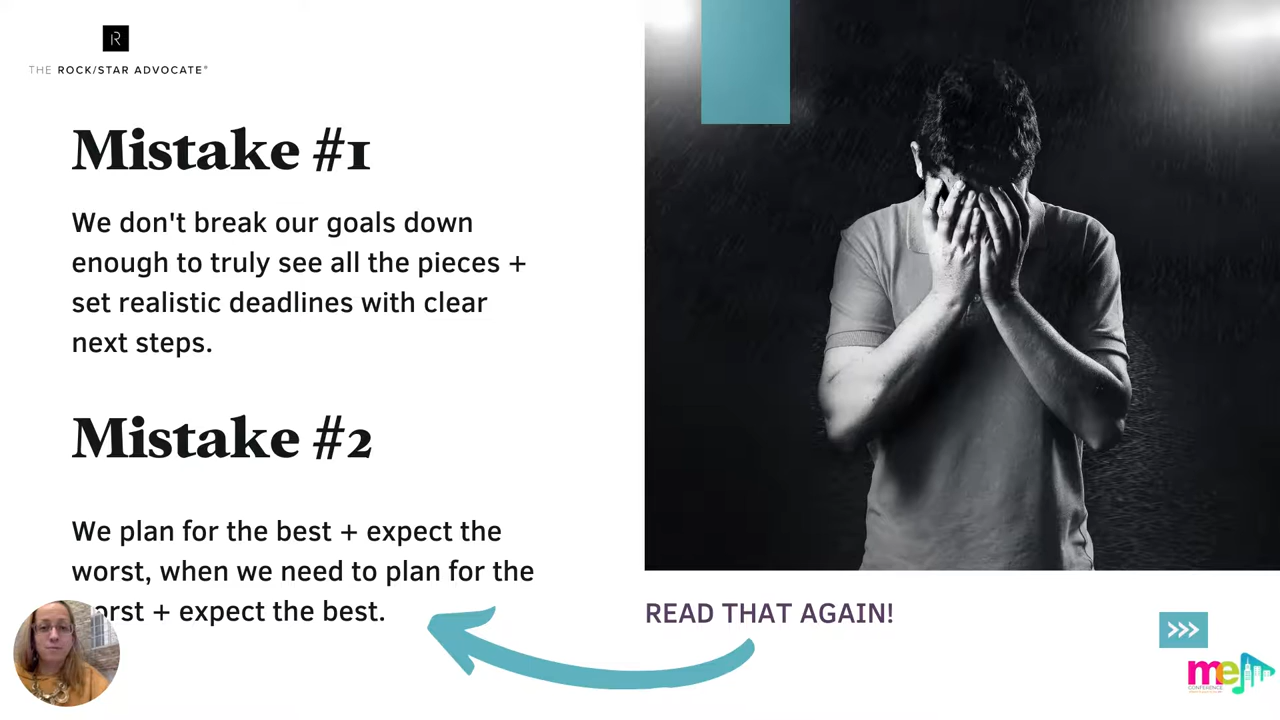 THE ROCK/STAR ADVOCATE®
Mistake #1
We don't break our goals down
enough to truly see all the pieces +
set realistic deadlines with clear
next steps.
Mistake #2
We plan for the best + expect the
worst, when we need to plan for the
orst + expect the best.
READ THAT AGAIN!
>>>
me
CONFERENCE